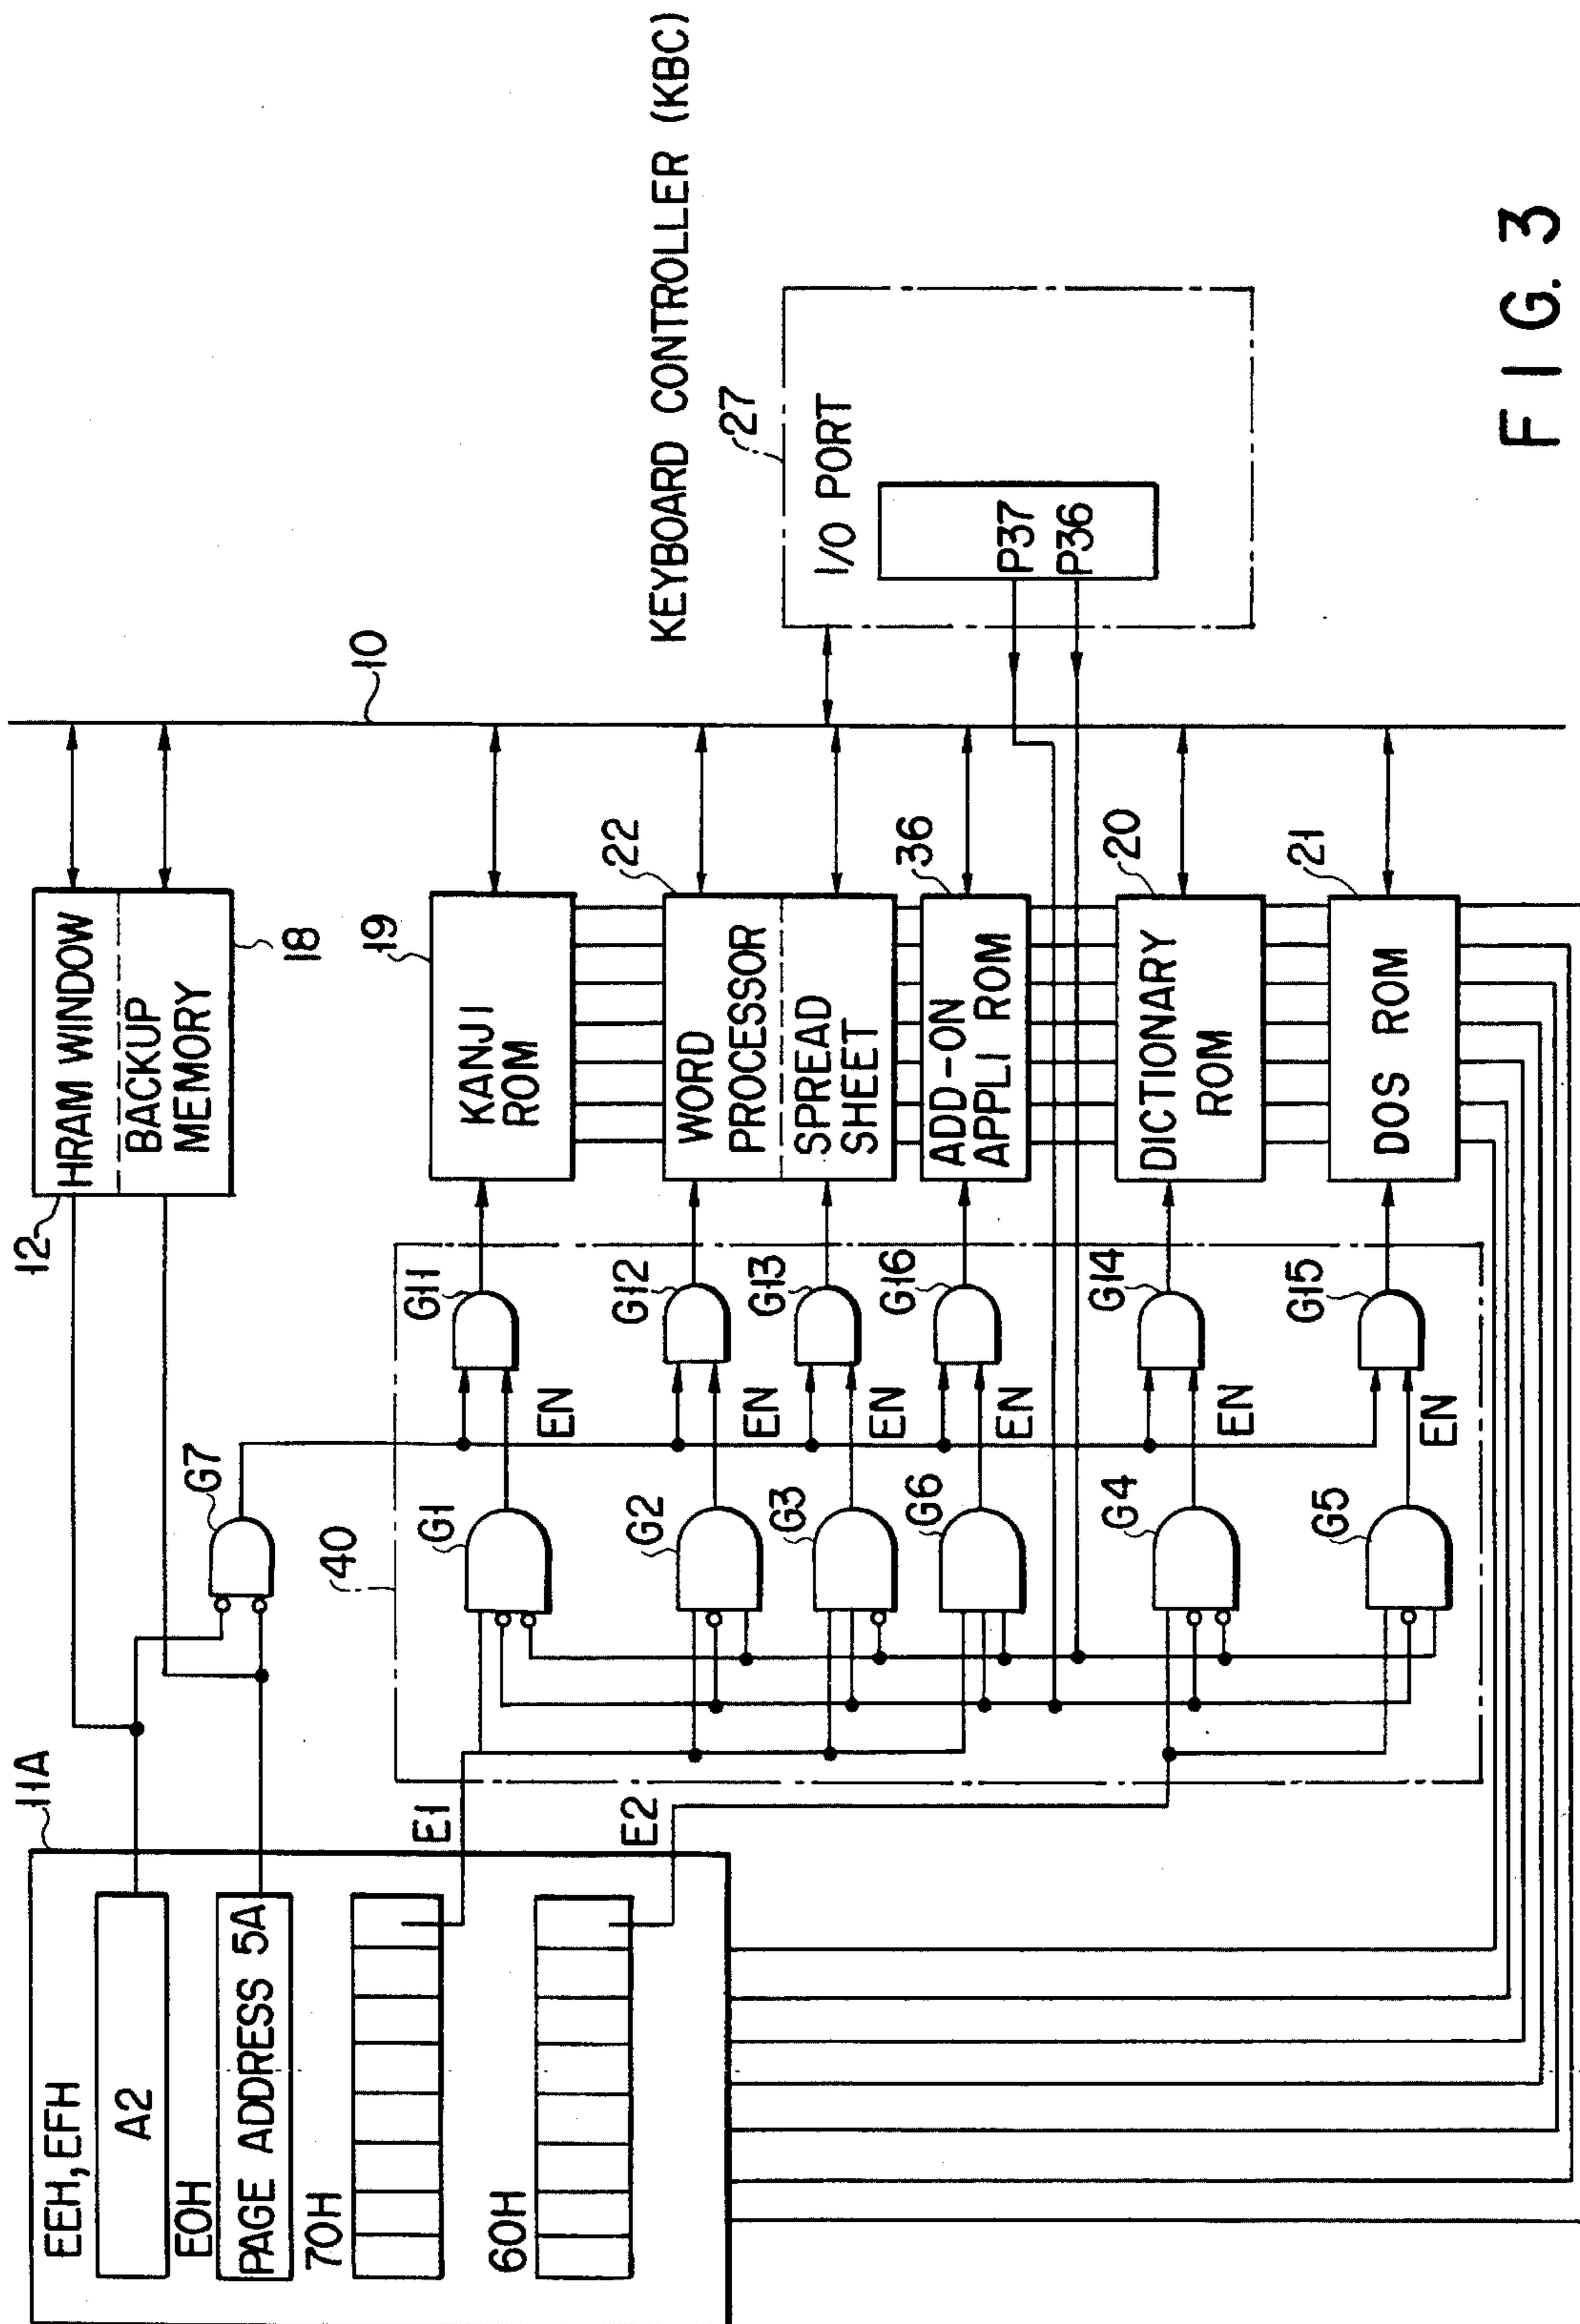 11A
EEH, EFH
A2
E0H
PAGE ADDRESS 5A
70H
60H
E1
E2
G7
40
G1
G2
G3
G6
G4
G5
EN
EN
EN
EN
EN
EN
G11
G12
G13
G16
G14
G15
12
HRAM WINDOW
BACKUP
MEMORY
18
19
KANJI
ROM
22
WORD
PROCESSOR
SPREAD
SHEET
36
ADD-ON
APPLI ROM
20
DICTIONARY
ROM
21
DOS ROM
10
KEYBOARD CONTROLLER (KBC)
27
I/O PORT
P37
P36
FIG. 3